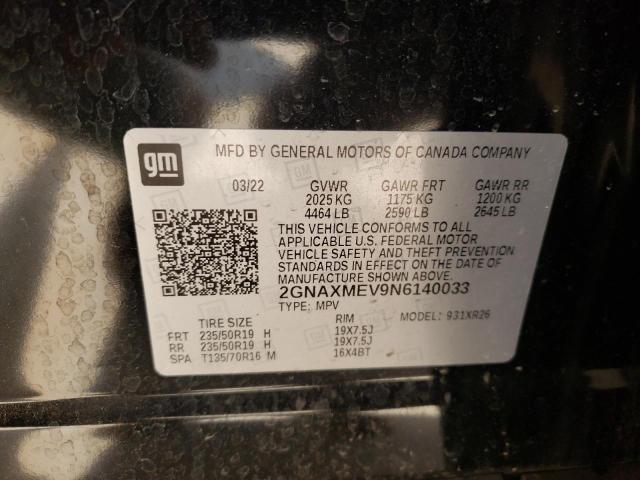 gm
MFD BY GENERAL MOTORS OF CANADA COMPANY
03/22 GVWR GAWR FRT GAWR RR
2025 KG 1175 KG 1200 KG
4464 LB 2590 LB 2645 LB
THIS VEHICLE CONFORMS TO ALL
APPLICABLE U.S. FEDERAL MOTOR
VEHICLE SAFETY AND THEFT PREVENTION
STANDARDS IN EFFECT ON THE DATE OF
MANUFACTURE SHOWN ABOVE.
2GNAXMEV9N6140033
TYPE: MPV MODEL: 931XR26
TIRE SIZE RIM
FRT 235/50R19 H 19X7.5J
RR 235/50R19 H 19X7.5J
SPA T135/70R16 M 16X4BT